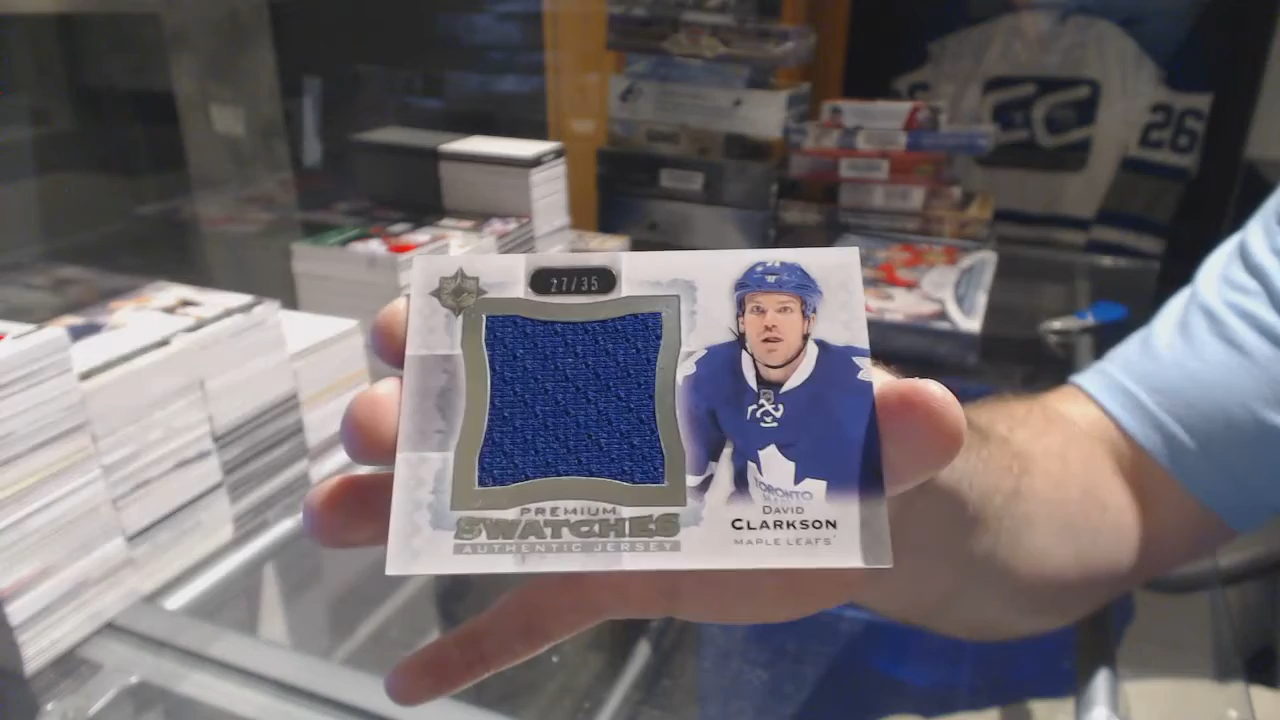 27/35
PREMIUM
SWATCHES
AUTHENTIC JERSEY
TORONTO
DAVID
CLARKSON
MAPLE LEAFS
26